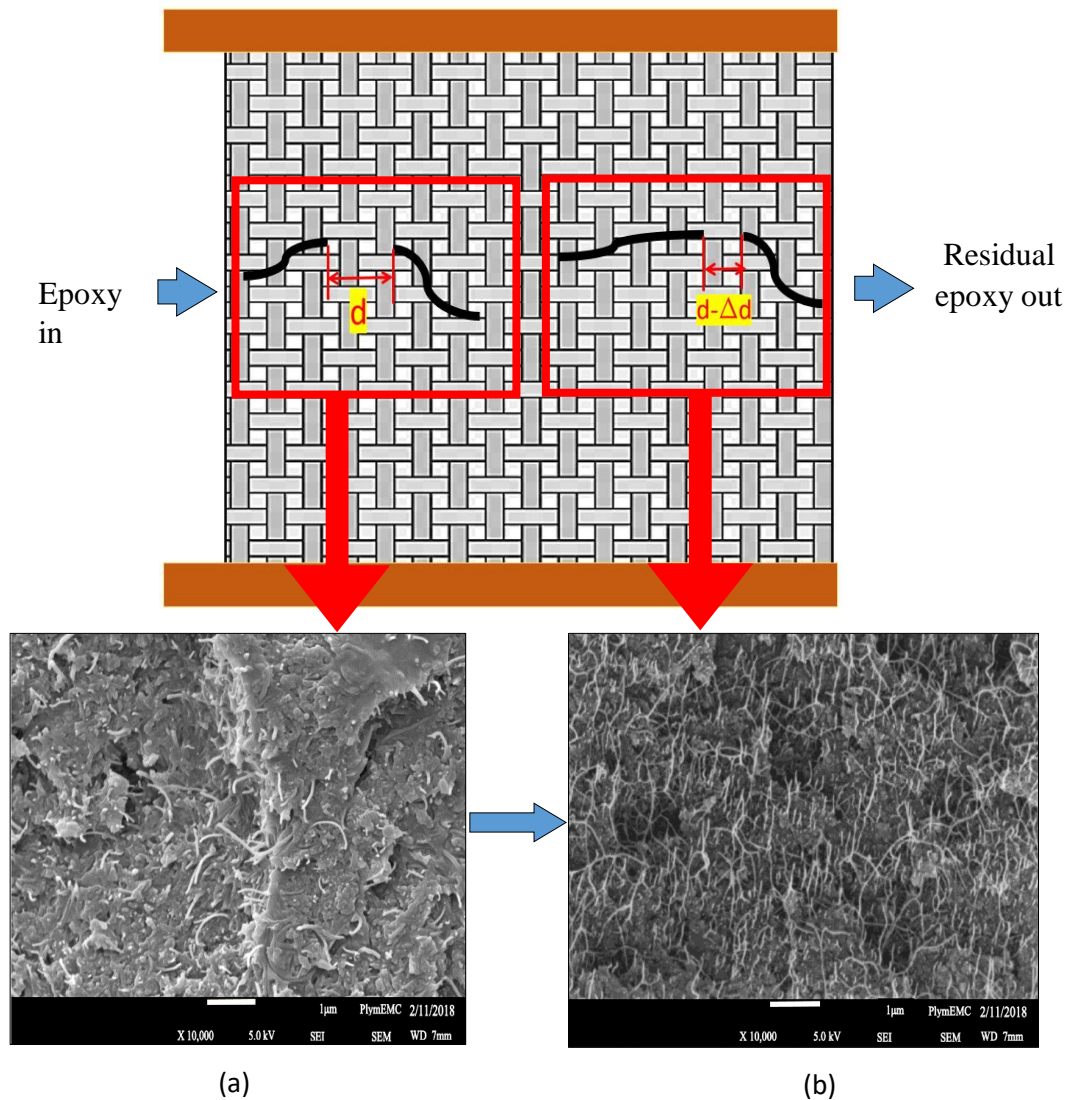 Epoxy
in
d
d-Δd
Residual
epoxy out
1μm PlymEMC 2/11/2018
X 10,000 5.0 kV SEI SEM WD 7mm
1μm PlymEMC 2/11/2018
X 10,000 5.0 kV SEI SEM WD 7mm
(a)
(b)